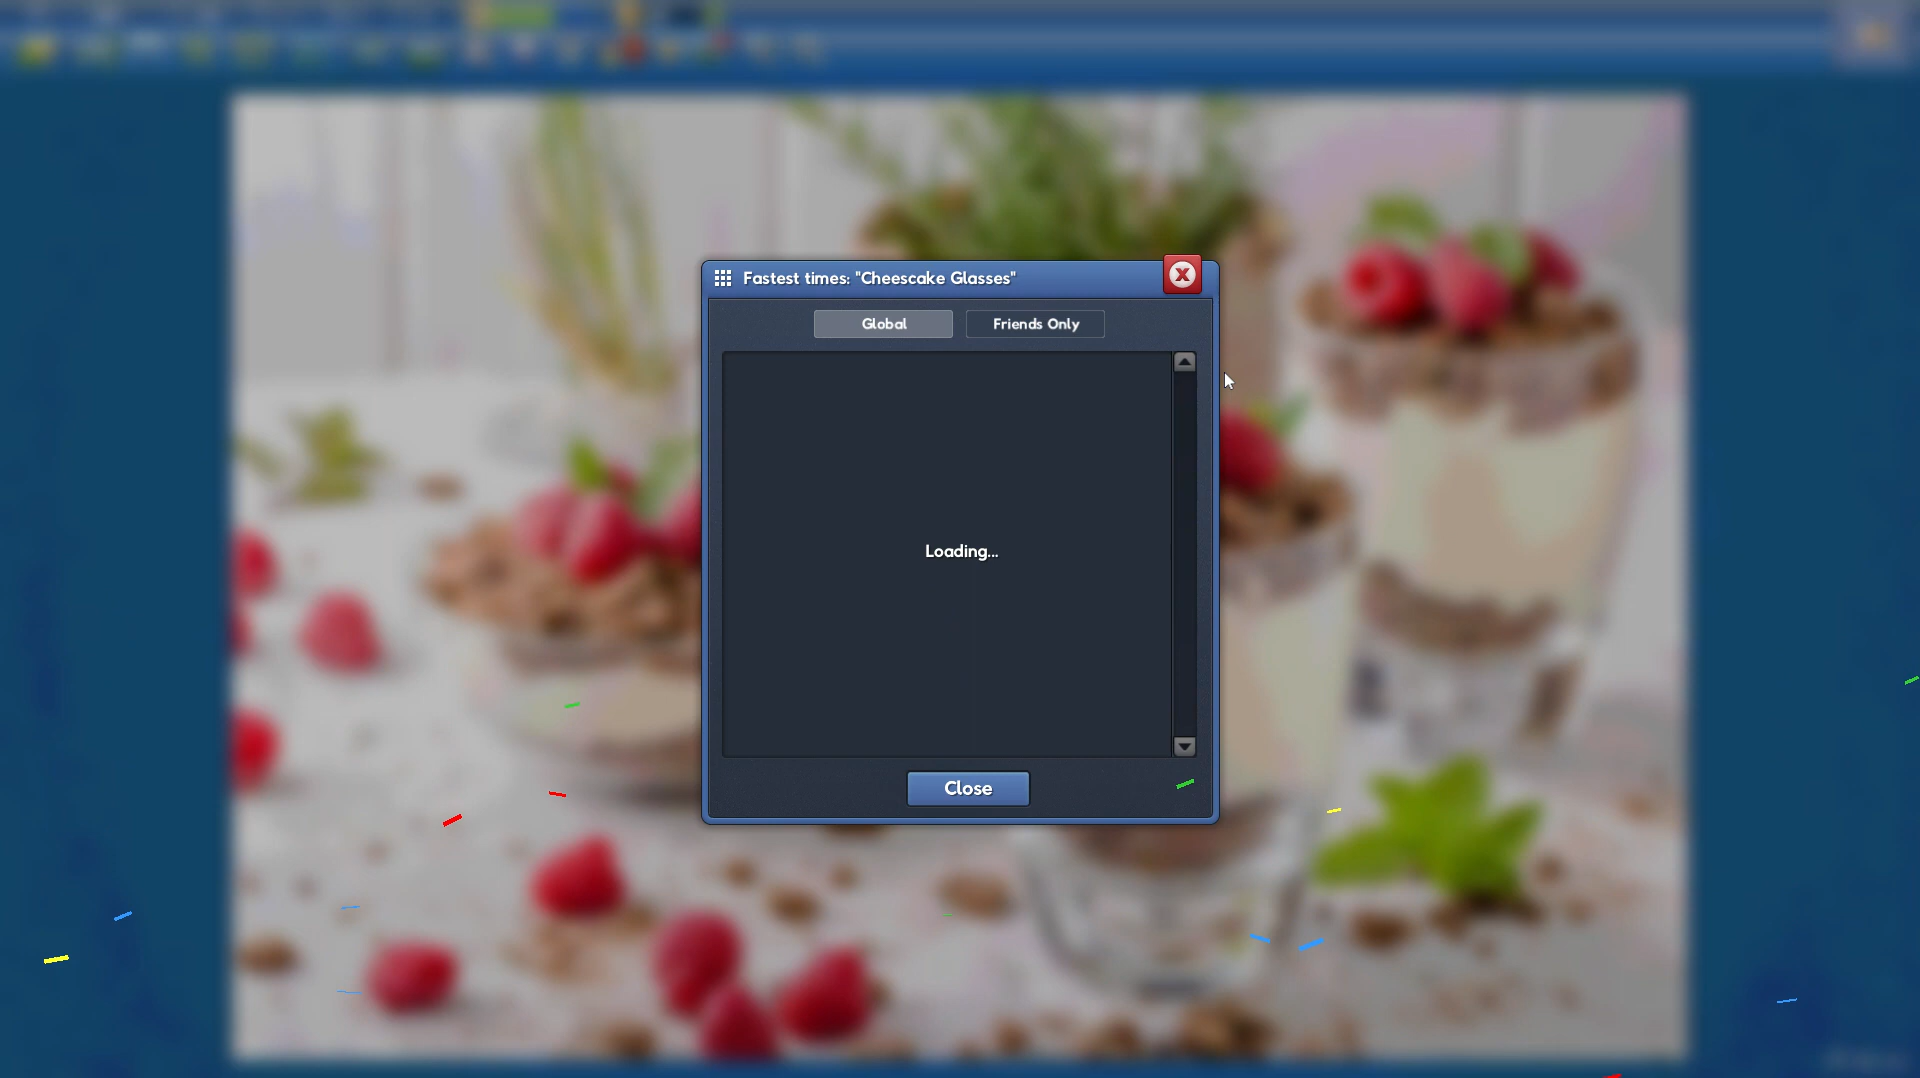 Fastest times: "Cheescake Glasses"
Global
Friends Only
Loading...
Close